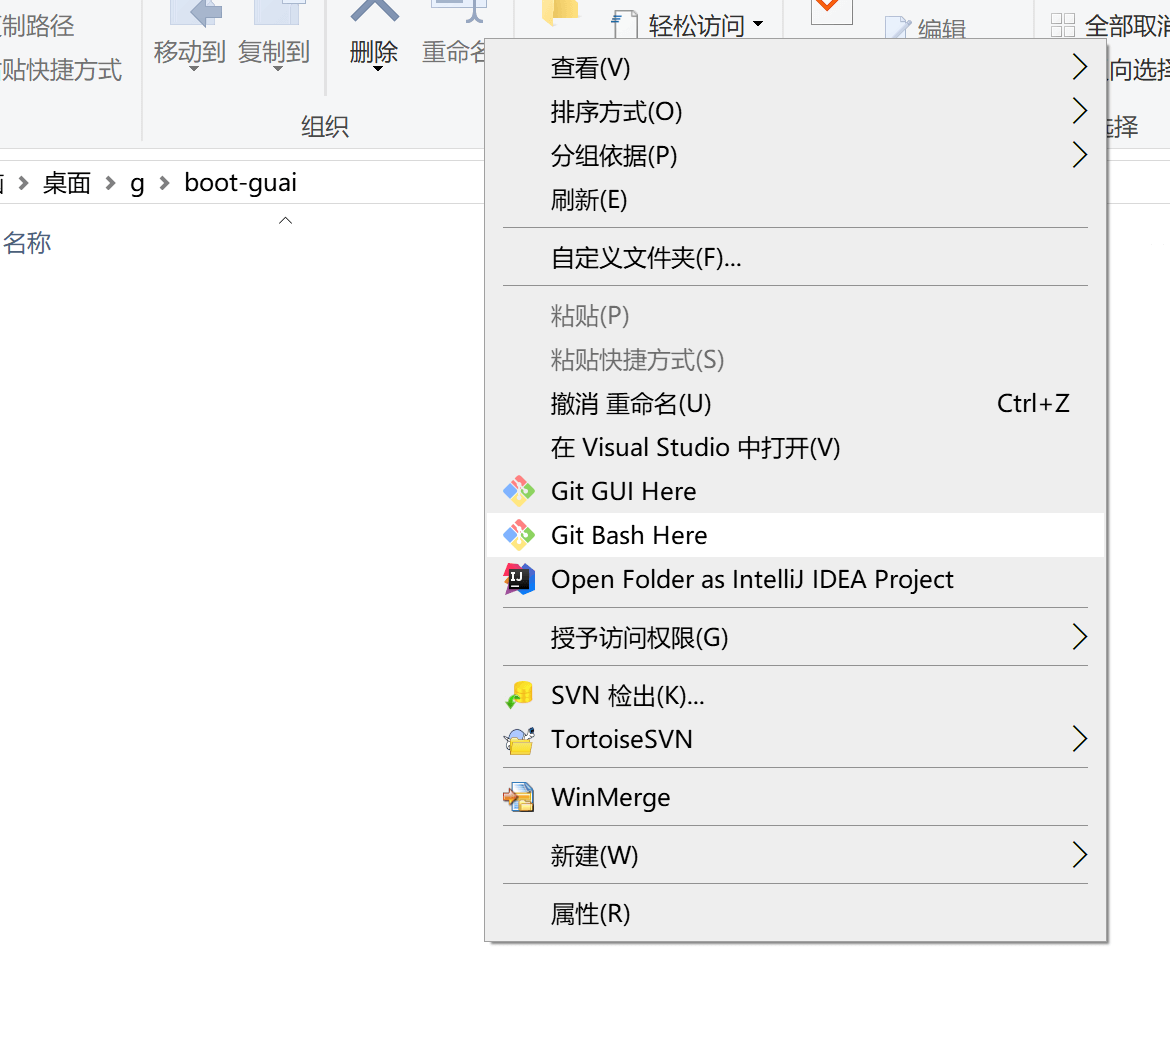 制路径
贴快捷方式
移动到
复制到
删除
重命名
轻松访问
编辑
全部取消
向选择
组织
选择
桌面
g
boot-guai
名称
查看(V)
排序方式(O)
分组依据(P)
刷新(E)
自定义文件夹(F)...
粘贴(P)
粘贴快捷方式(S)
撤消 重命名(U) Ctrl+Z
在 Visual Studio 中打开(V)
Git GUI Here
Git Bash Here
Open Folder as IntelliJ IDEA Project
授予访问权限(G)
SVN 检出(K)...
TortoiseSVN
WinMerge
新建(W)
属性(R)